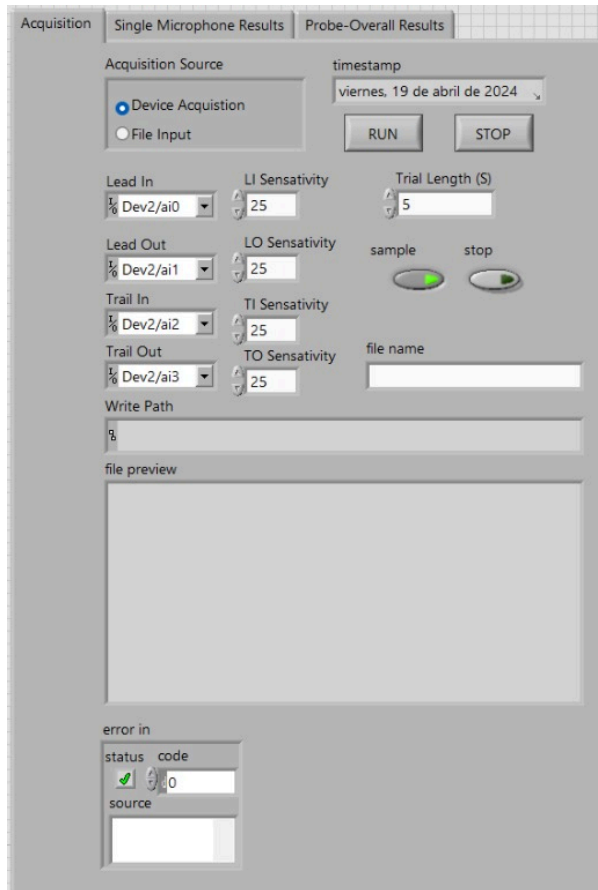 Acquisition Single Microphone Results Probe-Overall Results
Acquisition Source
Device Acquistion
File Input
timestamp
viernes, 19 de abril de 2024
RUN STOP
Lead In LI Sensativity Trial Length (S)
Dev2/ai0 25 5
Lead Out LO Sensativity sample stop
Dev2/ai1 25
Trail In TI Sensativity
Dev2/ai2 25
Trail Out TO Sensativity file name
Dev2/ai3 25
Write Path
file preview
error in
status code
0
source